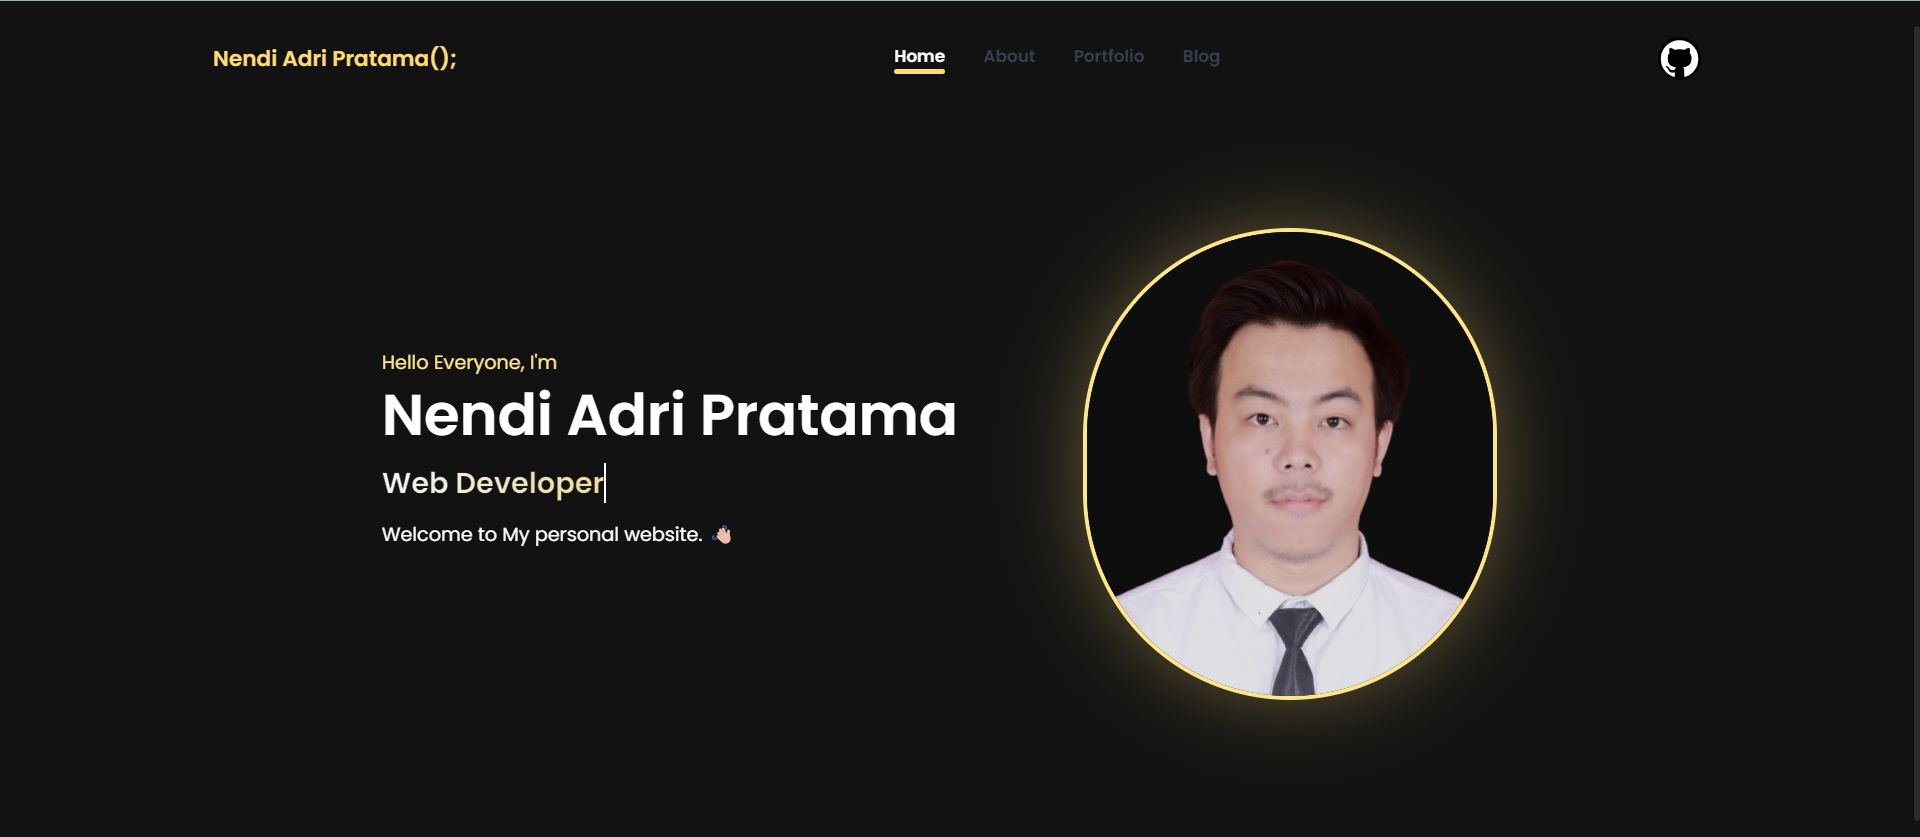 Nendi Adri Pratama();
Home About Portfolio Blog
Hello Everyone, I'm
Nendi Adri Pratama
Web Developer
Welcome to My personal website. 👋🏻